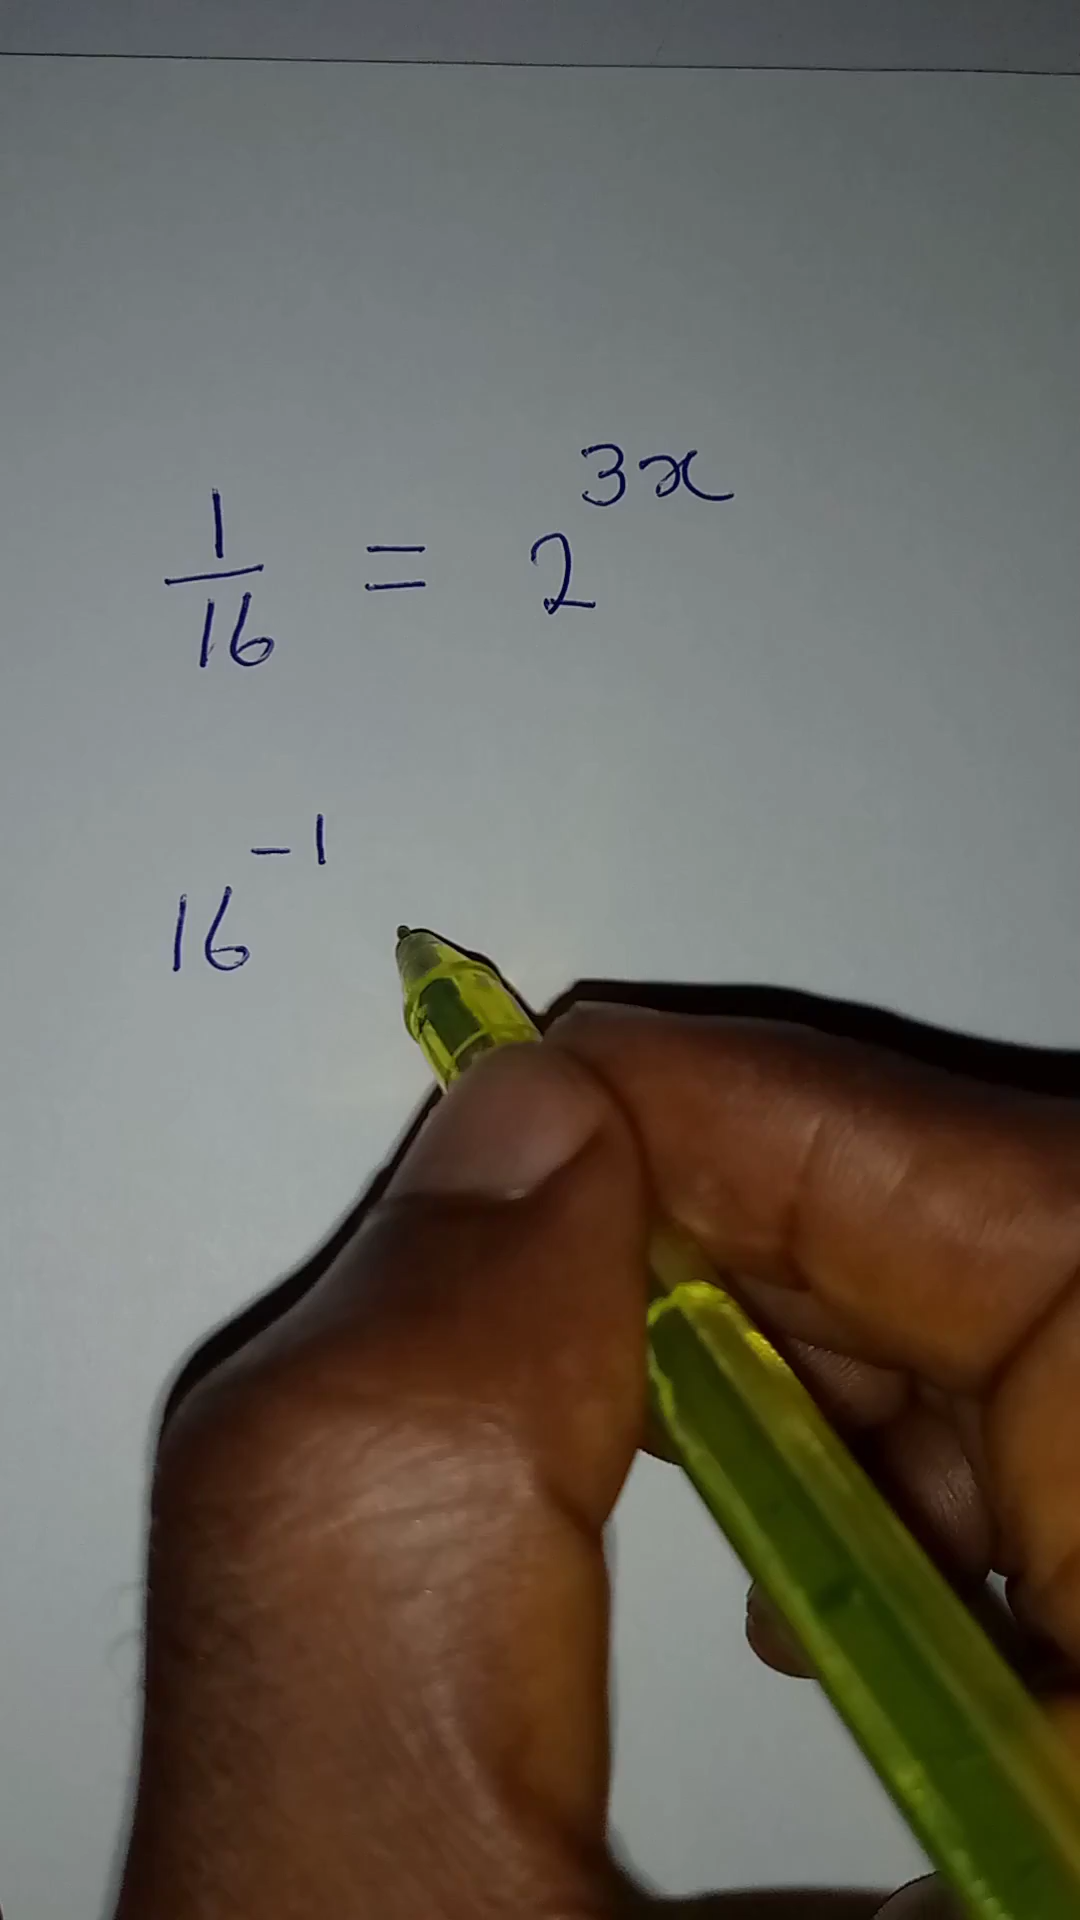 1/16 = 2^{3x}
16^{-1}